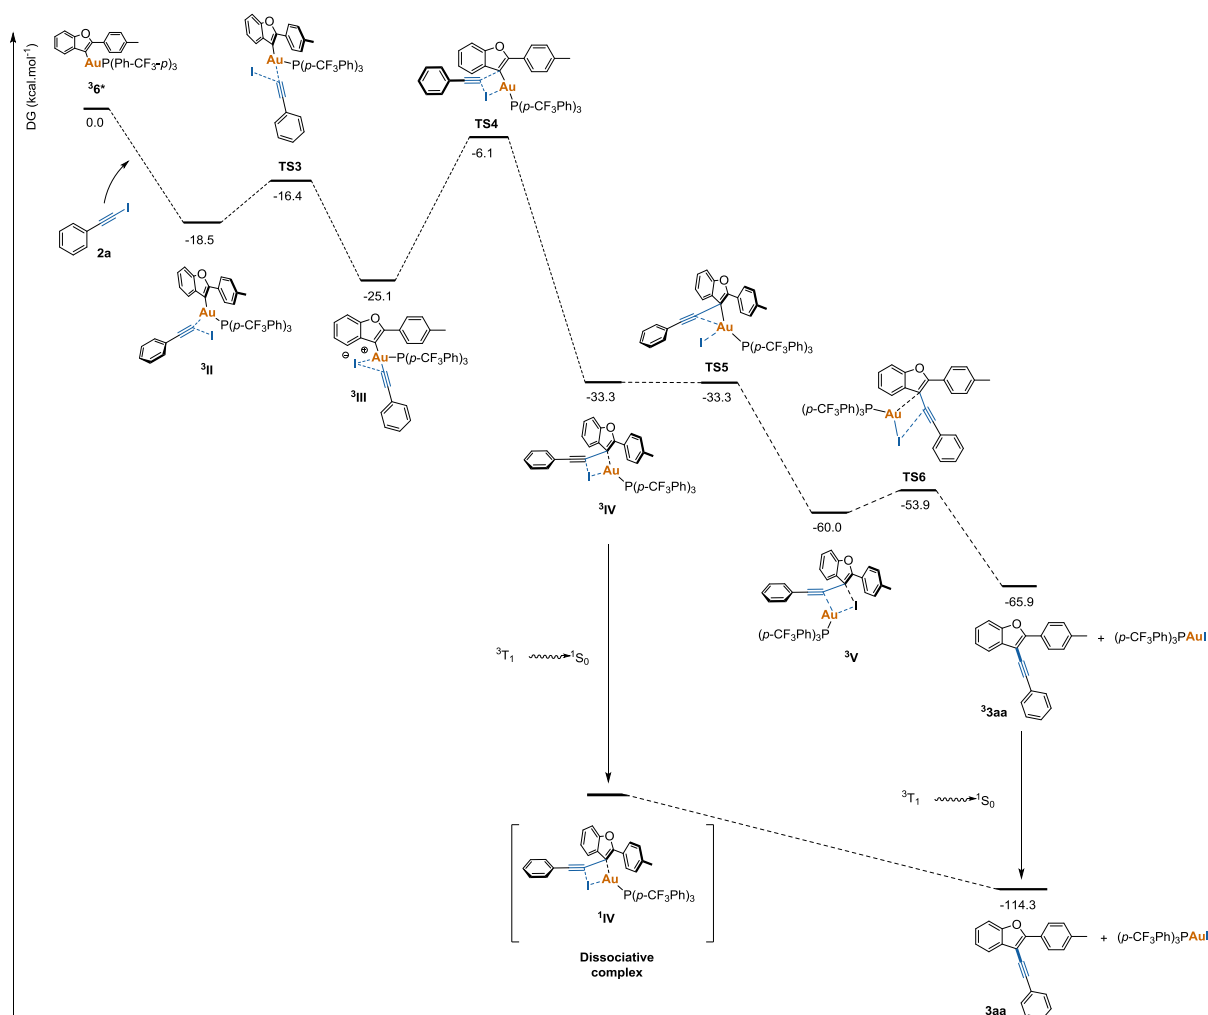 DG (kcal.mol-1)
O
AuP(Ph-CF3-p)3
36*
0.0
I
2a
-18.5
O
Au
P(p-CF3Ph)3
I
3II
O
Au
P(p-CF3Ph)3
I
TS3
-16.4
-25.1
O
⊕
⊖
Au
P(p-CF3Ph)3
I
3III
O
Au
I
P(p-CF3Ph)3
TS4
-6.1
-33.3
O
I
Au
P(p-CF3Ph)3
3IV
O
Au
I
P(p-CF3Ph)3
TS5
-33.3
-60.0
O
I
Au
(p-CF3Ph)3P
3V
O
(p-CF3Ph)3P
Au
I
TS6
-53.9
-65.9
O
+ (p-CF3Ph)3PAuI
33aa
3T1 1S0
3T1 1S0
O
I
Au
P(p-CF3Ph)3
1IV
Dissociative
complex
-114.3
O
+ (p-CF3Ph)3PAuI
3aa